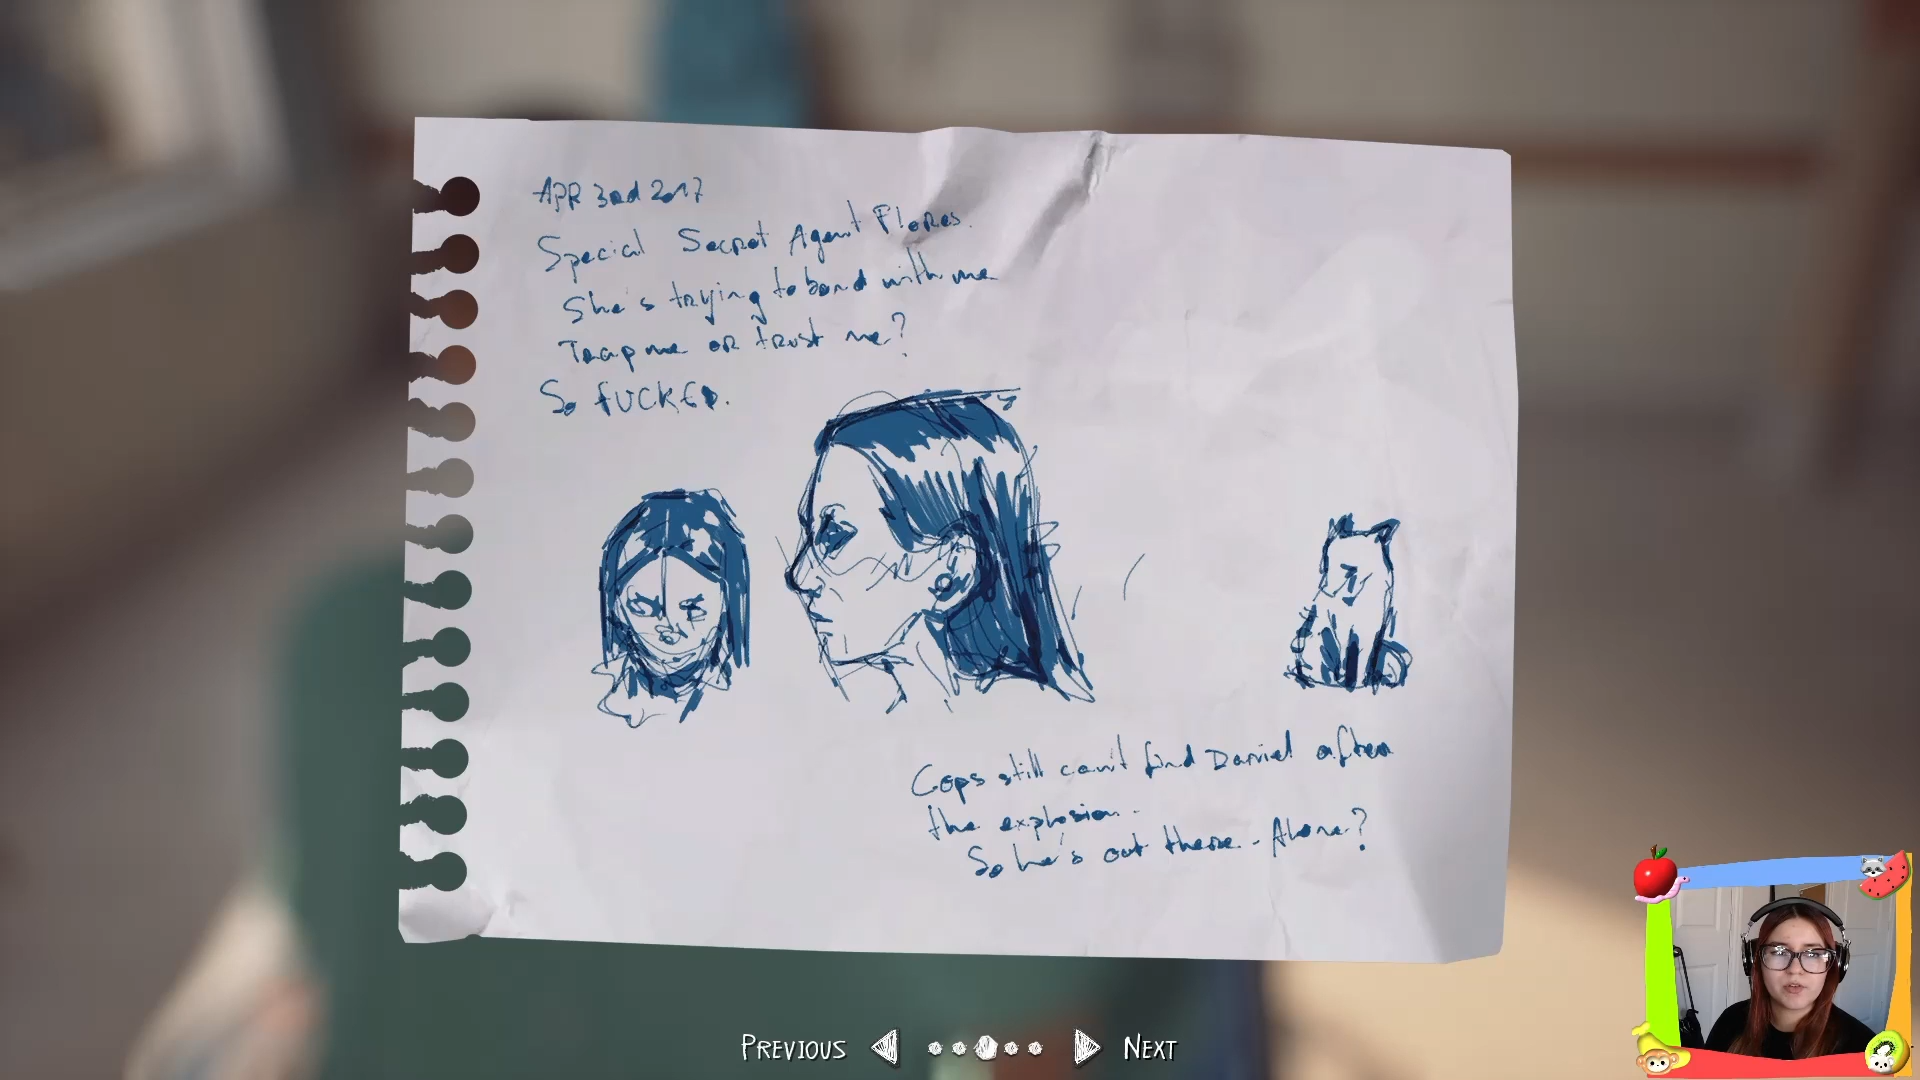 APR 3rd 2017
Special Secret Agent Flores.
She's trying to bond with me
Trap me or trust me?
So fUCKED.
Cops still can't find Daniel after
the explosion.
So he's out there. Alone?
PREVIOUS NEXT